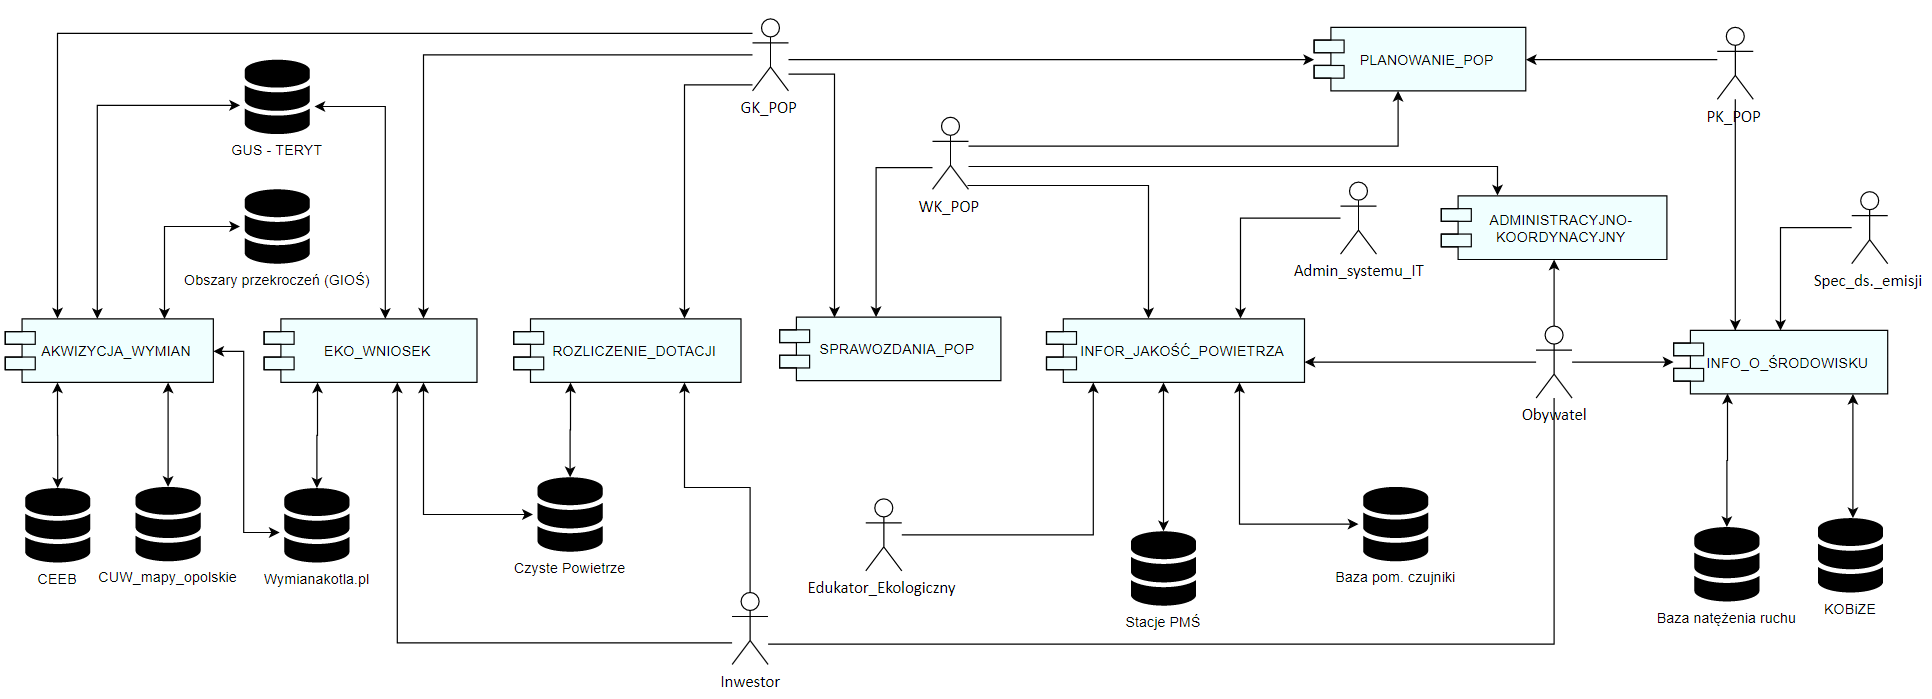 PLANOWANIE_POP
GK_POP
PK_POP
GUS - TERYT
WK_POP
ADMINISTRACYJNO-
KOORDYNACYJNY
Admin_systemu_IT
Obszary przekroczeń (GIOŚ)
Spec_ds._emisji
AKWIZYCJA_WYMIAN
EKO_WNIOSEK
ROZLICZENIE_DOTACJI
SPRAWOZDANIA_POP
INFOR_JAKOŚĆ_POWIETRZA
INFO_O_ŚRODOWISKU
Obywatel
CEEB
CUW_mapy_opolskie
Wymianakotla.pl
Czyste Powietrze
Edukator_Ekologiczny
Baza pom. czujniki
Stacje PMŚ
Baza natężenia ruchu
KOBiZE
Inwestor